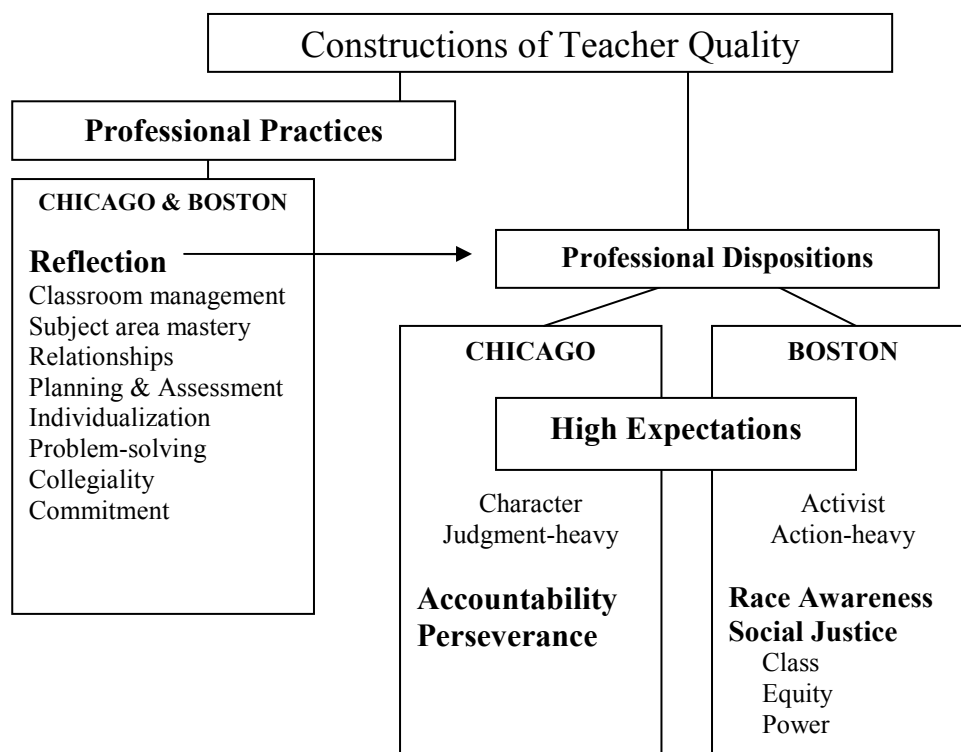 Constructions of Teacher Quality
Professional Practices
CHICAGO & BOSTON
Reflection
Classroom management
Subject area mastery
Relationships
Planning & Assessment
Individualization
Problem-solving
Collegiality
Commitment
Professional Dispositions
CHICAGO
BOSTON
High Expectations
Character
Judgment-heavy
Accountability
Perseverance
Activist
Action-heavy
Race Awareness
Social Justice
Class
Equity
Power